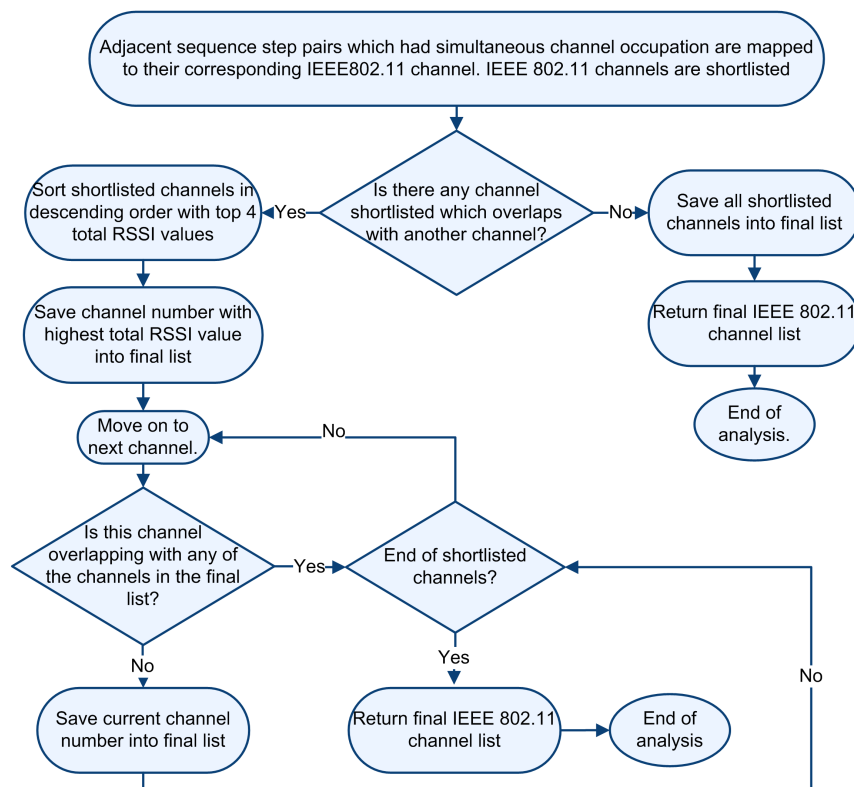 Adjacent sequence step pairs which had simultaneous channel occupation are mapped
to their corresponding IEEE802.11 channel. IEEE 802.11 channels are shortlisted
Is there any channel
shortlisted which overlaps
with another channel?
Yes
No
Sort shortlisted channels in
descending order with top 4
total RSSI values
Save all shortlisted
channels into final list
Save channel number with
highest total RSSI value
into final list
Return final IEEE 802.11
channel list
Move on to
next channel.
No
End of
analysis.
Is this channel
overlapping with any of
the channels in the final
list?
Yes
End of shortlisted
channels?
No
Yes
No
Save current channel
number into final list
Return final IEEE 802.11
channel list
End of
analysis